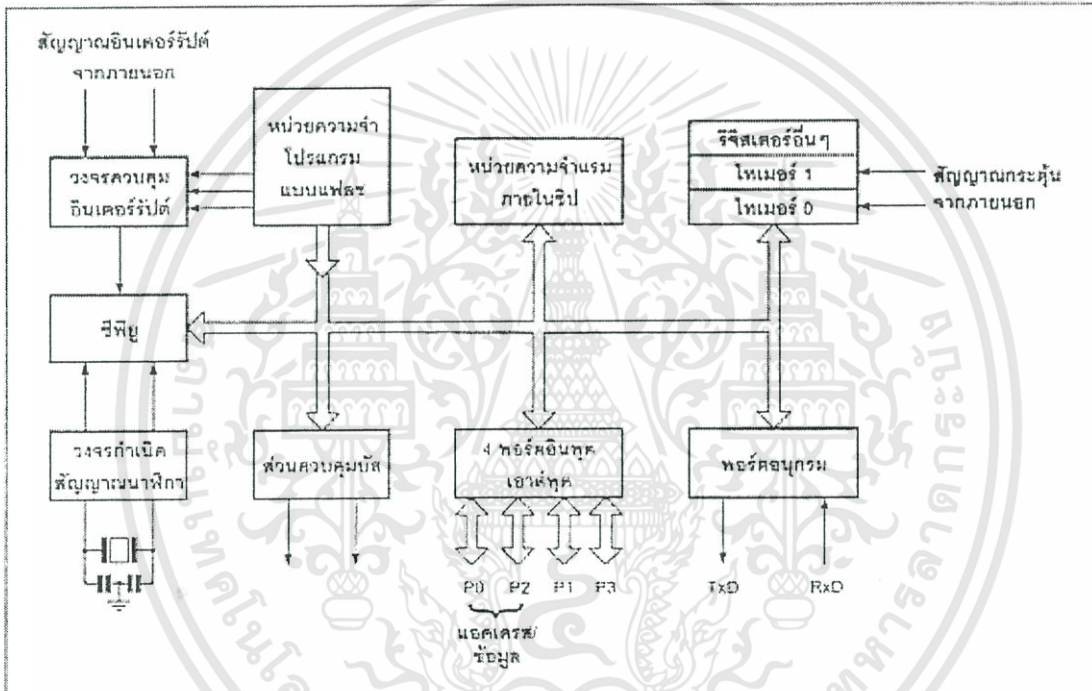 สัญญาณอินเตอร์รัปต์
จากภายนอก
หน่วยความจำ
โปรแกรม
แบบแฟลช
วงจรควบคุม
อินเตอร์รัปต์
หน่วยความจำแรม
ภายในชิป
รีจิสเตอร์อื่นๆ
ไทเมอร์ 1
ไทเมอร์ 0
สัญญาณกระตุ้น
จากภายนอก
ซีพียู
วงจรกำเนิด
สัญญาณนาฬิกา
ส่วนควบคุมบัส
4 พอร์ตอินพุต
เอาต์พุต
พอร์ตอนุกรม
P0 P2 P1 P3
TxD RxD
แอดเดรส/
ข้อมูล